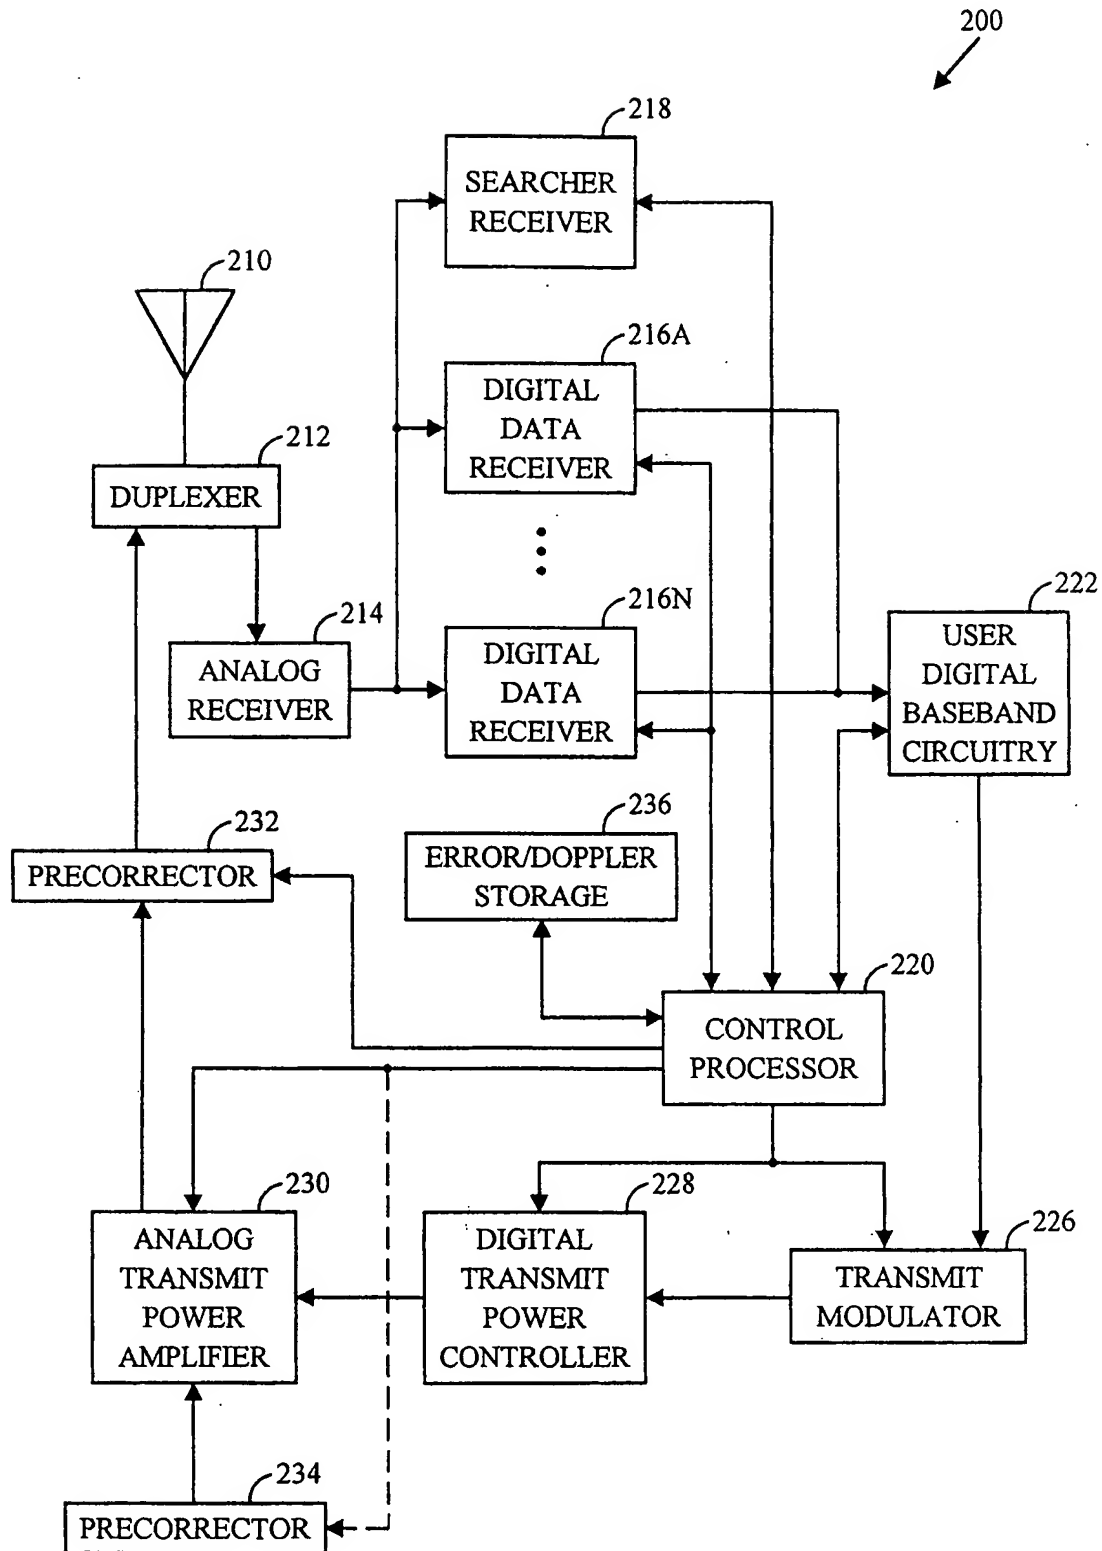 200
218
SEARCHER
RECEIVER
210
216A
DIGITAL
DATA
RECEIVER
212
DUPLEXER
214
ANALOG
RECEIVER
216N
DIGITAL
DATA
RECEIVER
222
USER
DIGITAL
BASEBAND
CIRCUITRY
232
PRECORRECTOR
236
ERROR/DOPPLER
STORAGE
220
CONTROL
PROCESSOR
230
ANALOG
TRANSMIT
POWER
AMPLIFIER
228
DIGITAL
TRANSMIT
POWER
CONTROLLER
226
TRANSMIT
MODULATOR
234
PRECORRECTOR